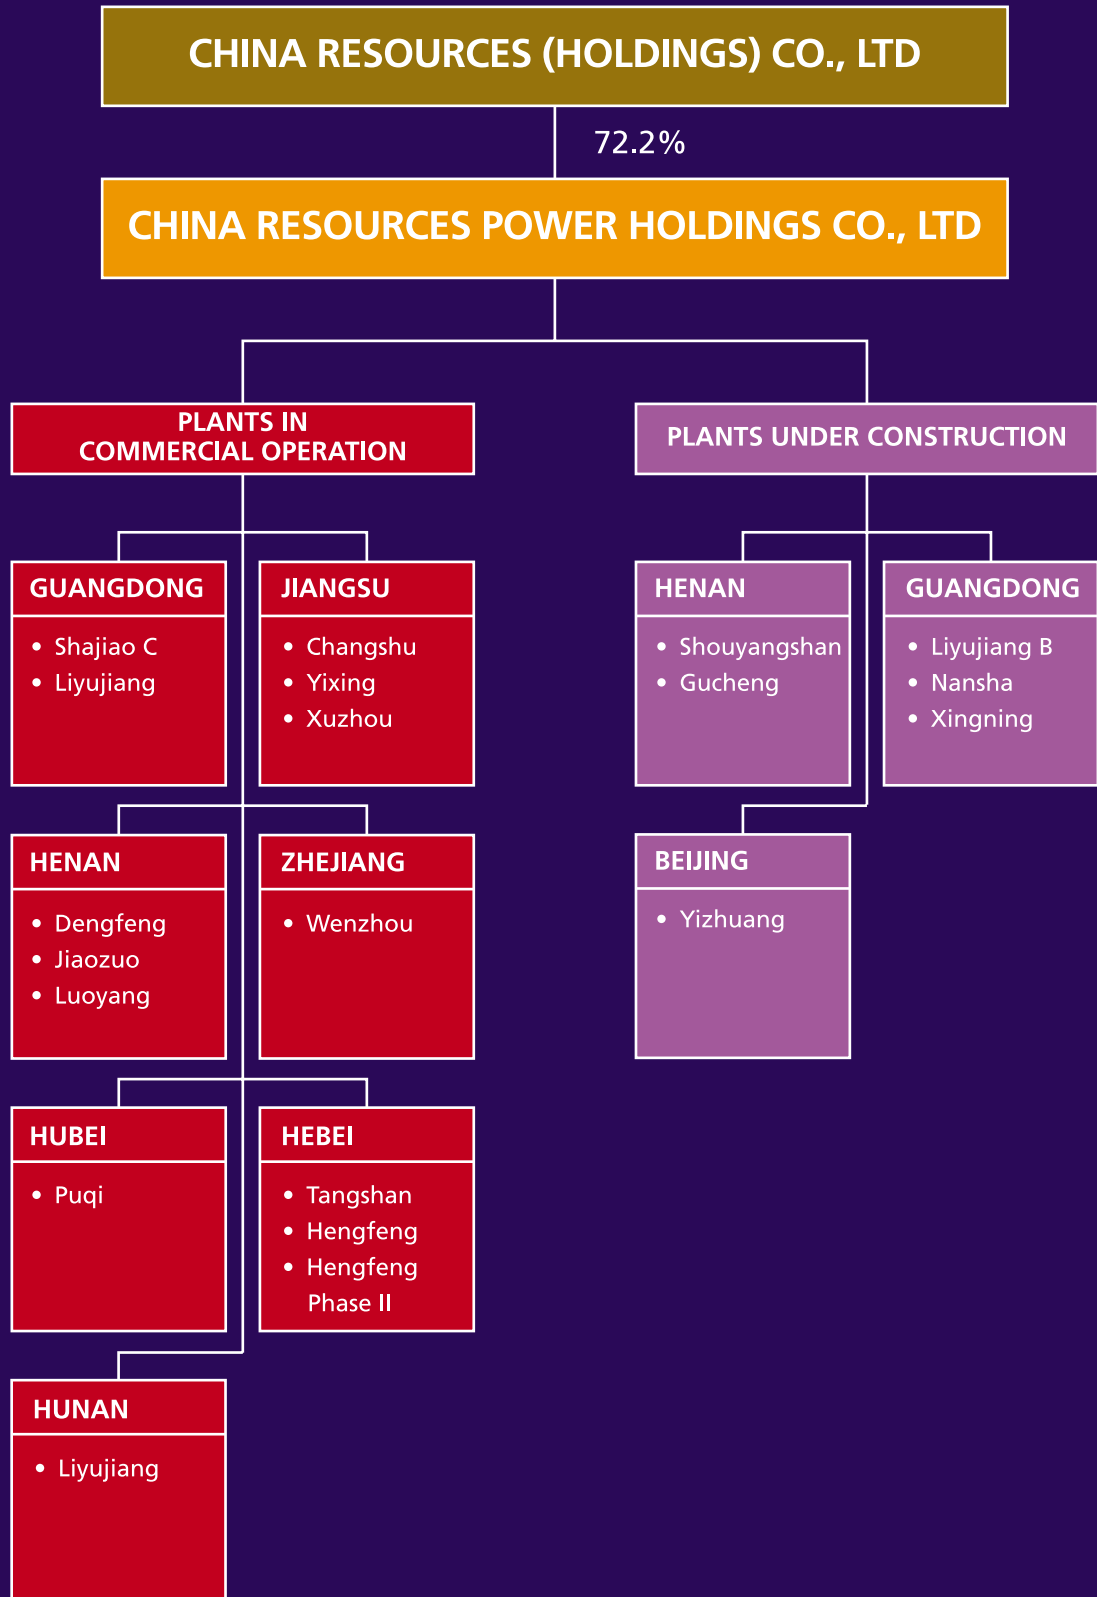 CHINA RESOURCES (HOLDINGS) CO., LTD
72.2%
CHINA RESOURCES POWER HOLDINGS CO., LTD
PLANTS IN
COMMERCIAL OPERATION
GUANGDONG
• Shajiao C
• Liyujiang
JIANGSU
• Changshu
• Yixing
• Xuzhou
HENAN
• Dengfeng
• Jiaozuo
• Luoyang
ZHEJIANG
• Wenzhou
HUBEI
• Puqi
HEBEI
• Tangshan
• Hengfeng
• Hengfeng
Phase II
HUNAN
• Liyujiang
PLANTS UNDER CONSTRUCTION
HENAN
• Shouyangshan
• Gucheng
GUANGDONG
• Liyujiang B
• Nansha
• Xingning
BEIJING
• Yizhuang